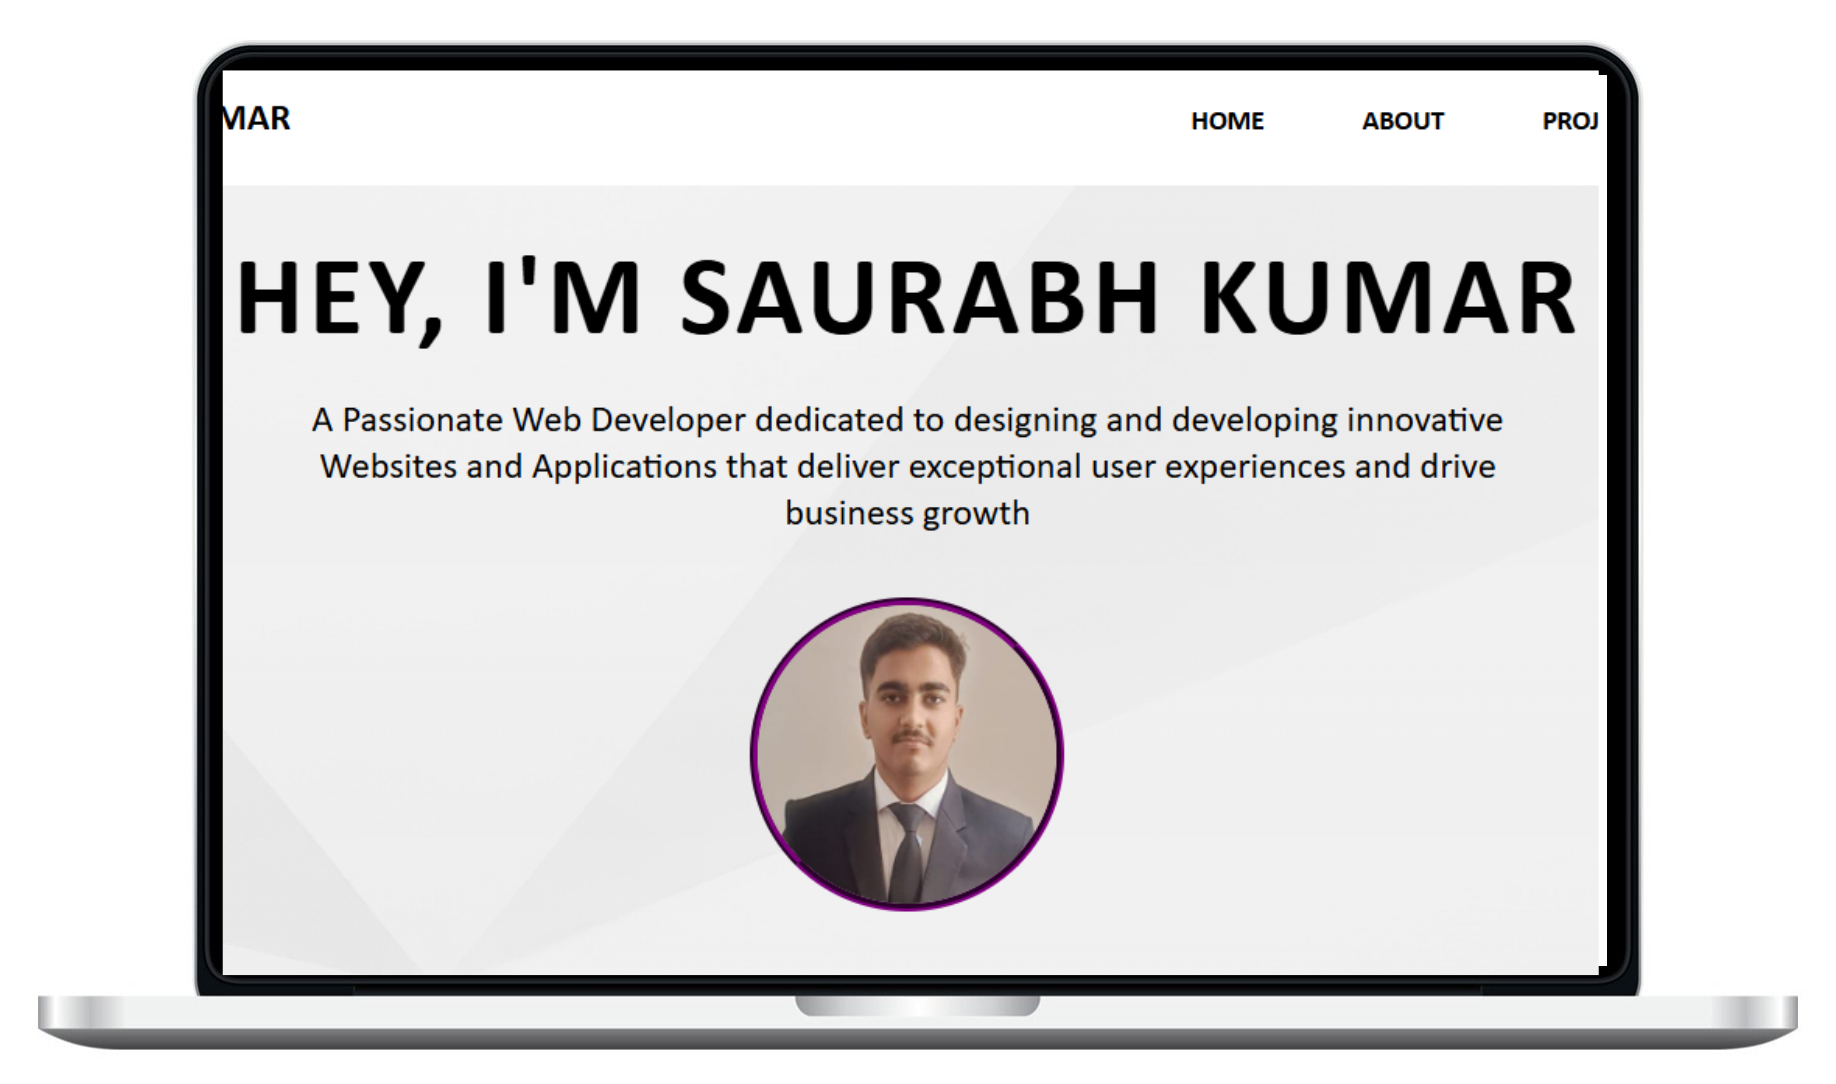 MAR HOME ABOUT PROJ
HEY, I'M SAURABH KUMAR
A Passionate Web Developer dedicated to designing and developing innovative
Websites and Applications that deliver exceptional user experiences and drive
business growth